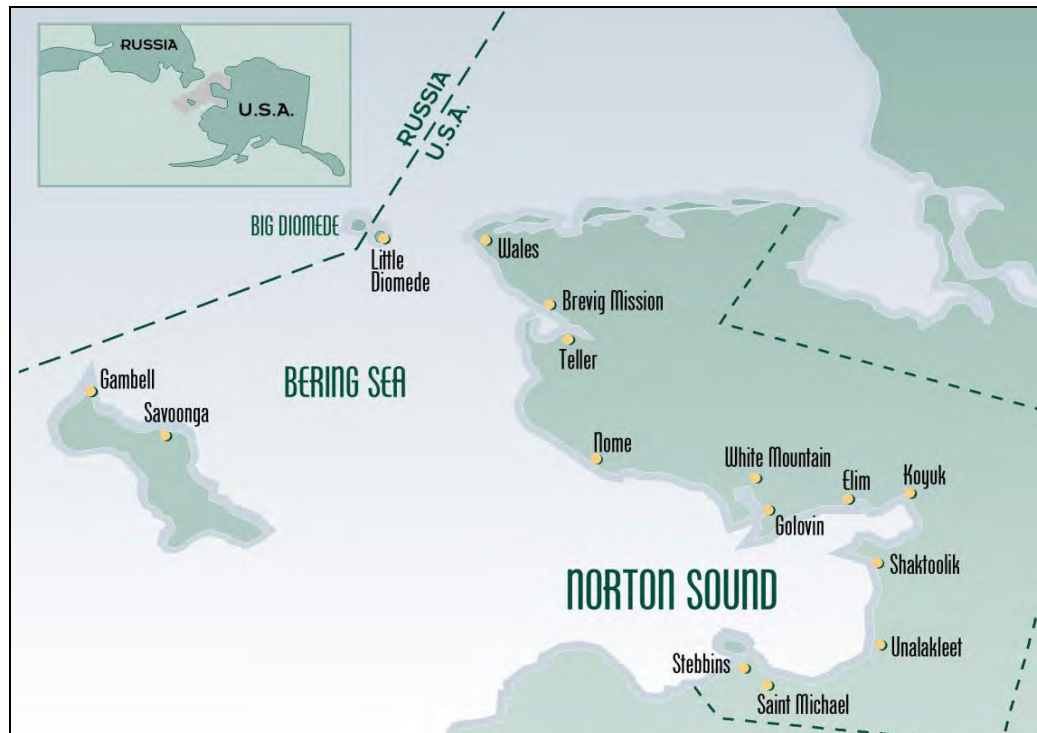 RUSSIA
U.S.A.
RUSSIA
U.S.A.
BIG DIOMEDE
Little
Diomede
Wales
Brevig Mission
Teller
Gambell
BERING SEA
Savoonga
Nome
White Mountain
Elim
Koyuk
Golovin
Shaktoolik
NORTON SOUND
Unalakleet
Stebbins
Saint Michael